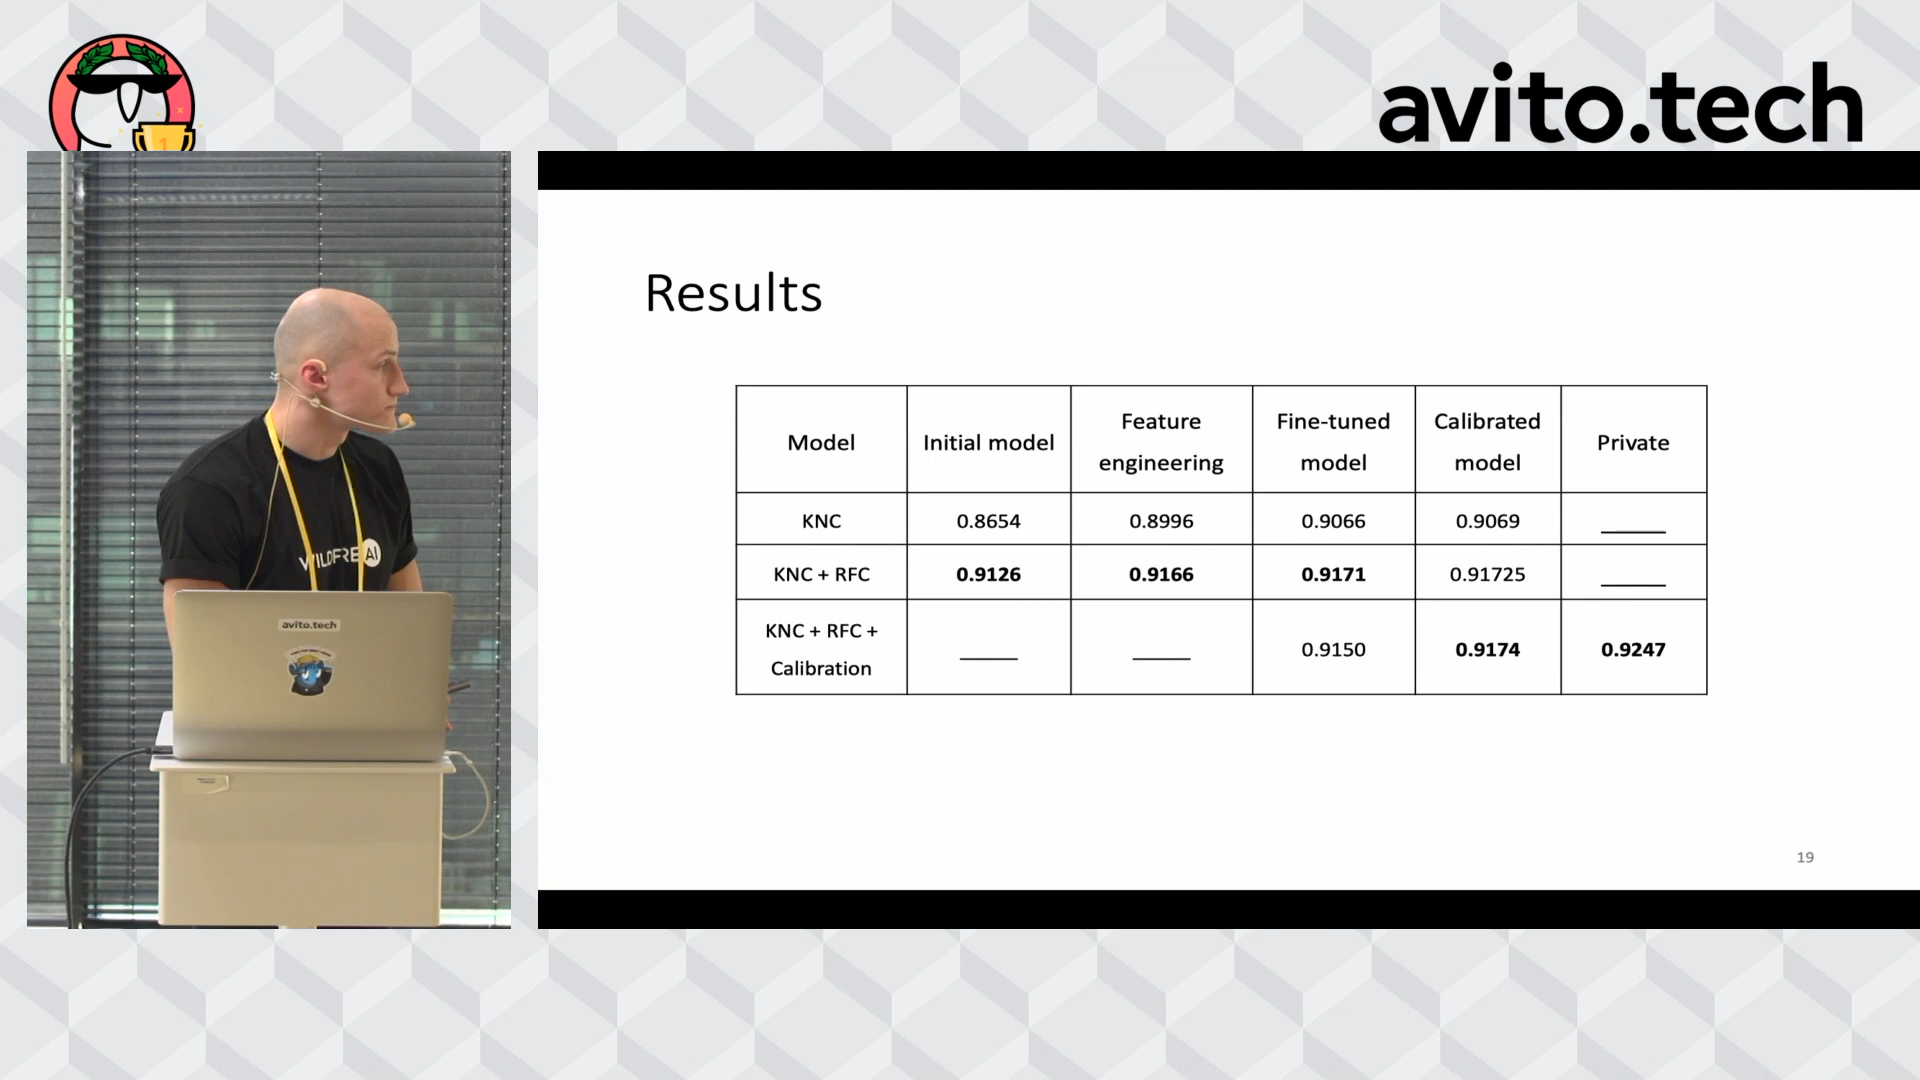 avito.tech
1
Results
Model
Initial model
Feature
engineering
Fine-tuned
model
Calibrated
model
Private
KNC
0.8654
0.8996
0.9066
0.9069
KNC + RFC
0.9126
0.9166
0.9171
0.91725
KNC + RFC +
Calibration
0.9150
0.9174
0.9247
19
AI
avito.tech